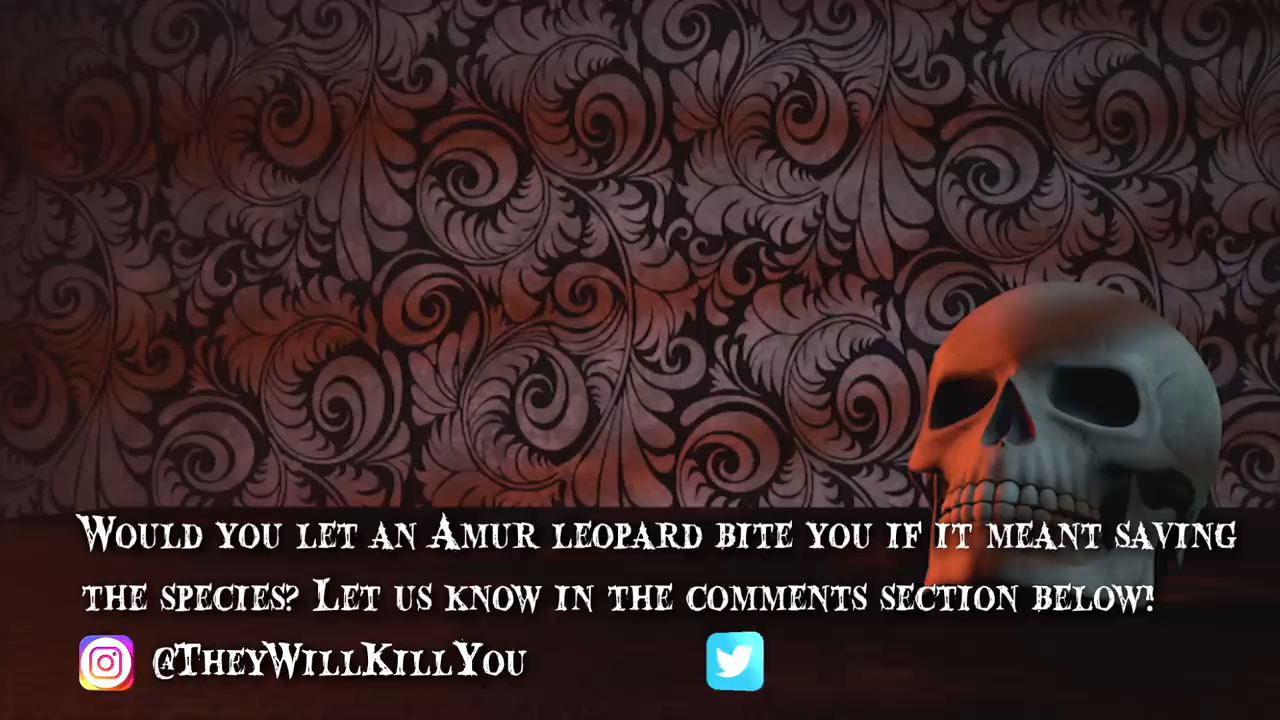 Would you let an Amur leopard bite you if it meant saving
the species? Let us know in the comments section below!
@TheyWillKillYou